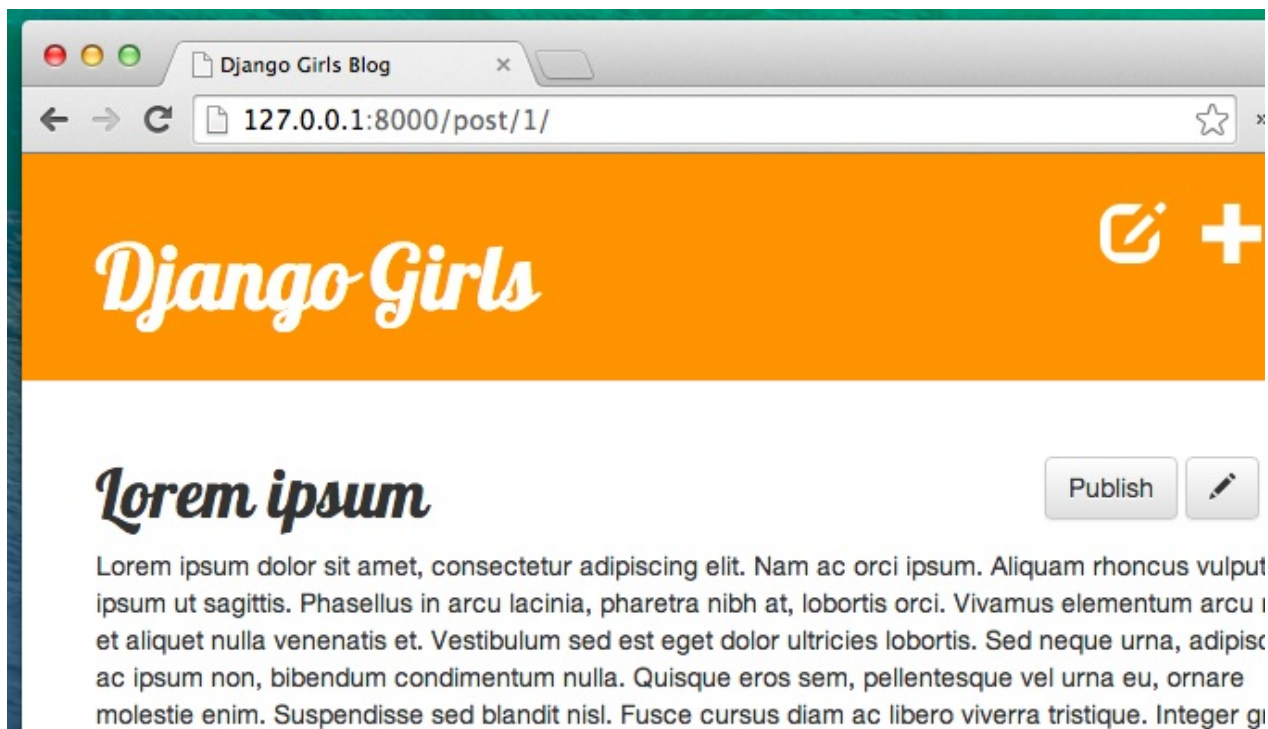 Django Girls Blog
127.0.0.1:8000/post/1/
Django Girls
Lorem ipsum
Publish
Lorem ipsum dolor sit amet, consectetur adipiscing elit. Nam ac orci ipsum. Aliquam rhoncus
ipsum ut sagittis. Phasellus in arcu lacinia, pharetra nibh at, lobortis orci. Vivamus elementum arcu
et aliquet nulla venenatis et. Vestibulum sed est eget dolor ultricies lobortis. Sed neque urna,
ac ipsum non, bibendum condimentum nulla. Quisque eros sem, pellentesque vel urna eu, ornare
molestie enim. Suspendisse sed blandit nisl. Fusce cursus diam ac libero viverra tristique. Integer